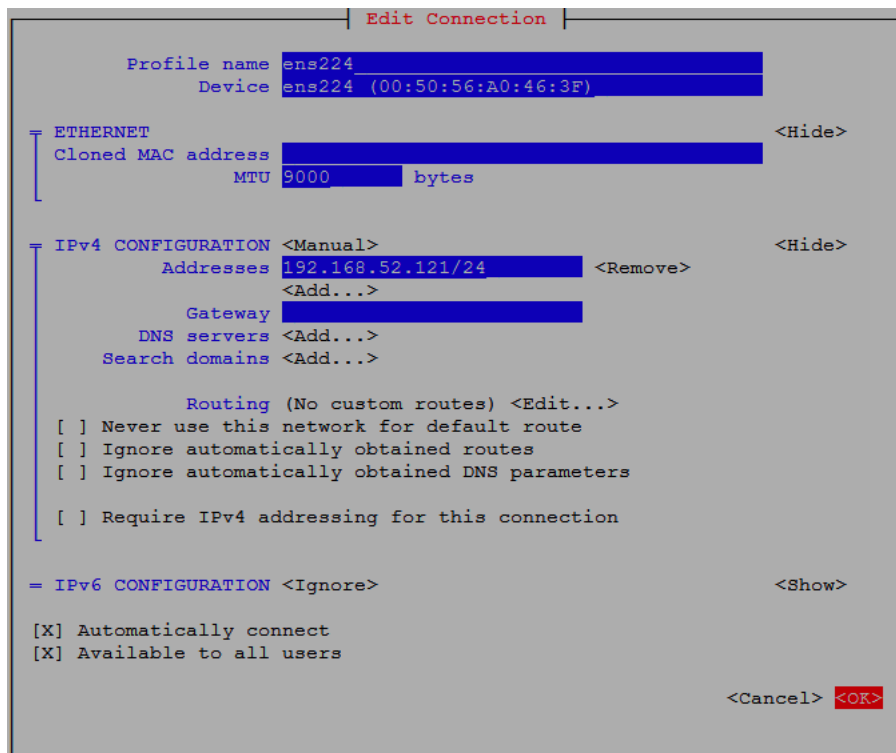 Edit Connection
Profile name ens224
Device ens224 (00:50:56:A0:46:3F)
ETHERNET <Hide>
Cloned MAC address
MTU 9000 bytes
IPv4 CONFIGURATION <Manual> <Hide>
Addresses 192.168.52.121/24 <Remove>
<Add...>
Gateway
DNS servers <Add...>
Search domains <Add...>
Routing (No custom routes) <Edit...>
[ ] Never use this network for default route
[ ] Ignore automatically obtained routes
[ ] Ignore automatically obtained DNS parameters
[ ] Require IPv4 addressing for this connection
IPv6 CONFIGURATION <Ignore> <Show>
[X] Automatically connect
[X] Available to all users
<Cancel> <OK>